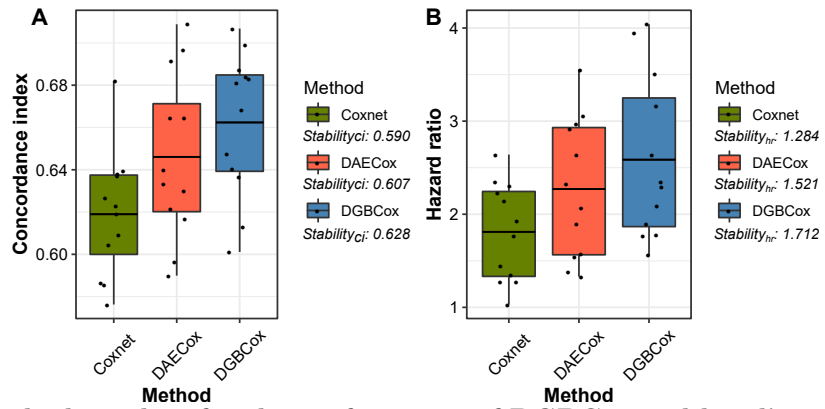 A
Concordance index
0.68
0.64
0.60
Coxnet
DAECox
DGBCox
Method
Method
Coxnet
Stabilityci: 0.590
DAECox
Stabilityci: 0.607
DGBCox
Stabilityci: 0.628
B
Hazard ratio
4
3
2
1
Coxnet
DAECox
DGBCox
Method
Method
Coxnet
Stabilityhr: 1.284
DAECox
Stabilityhr: 1.521
DGBCox
Stabilityhr: 1.712